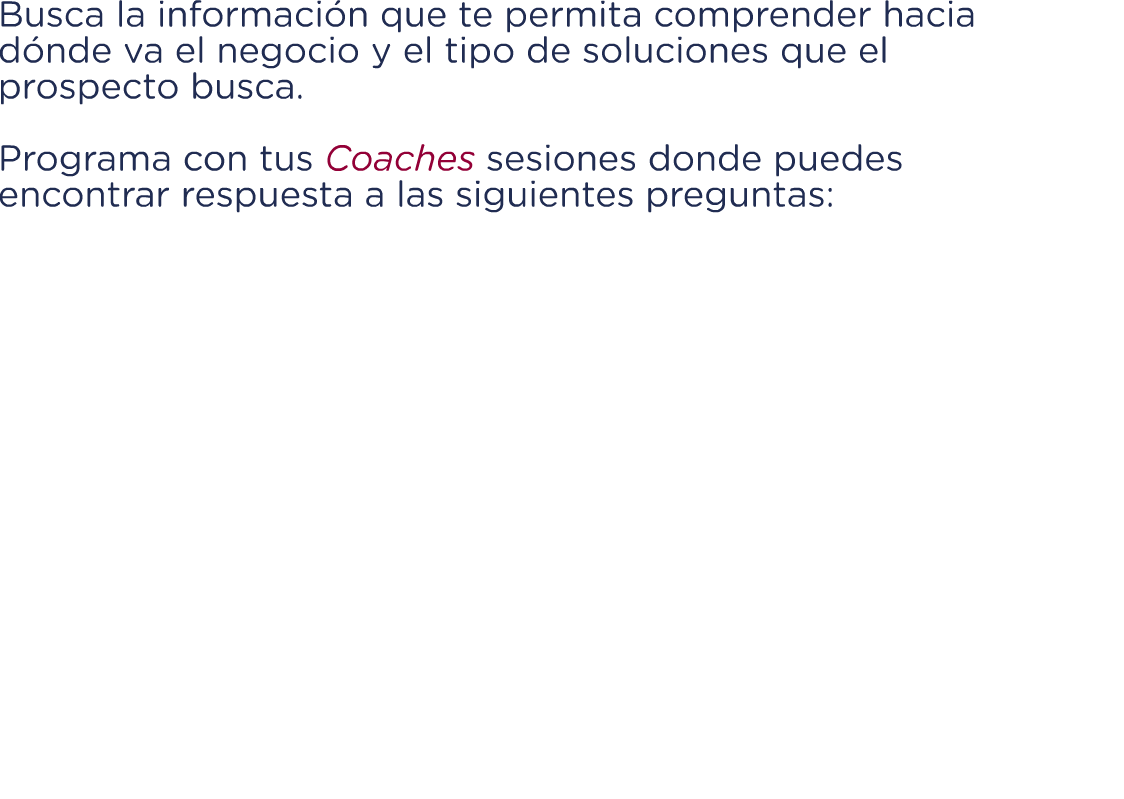 Busca la información que te permita comprender hacia
dónde va el negocio y el tipo de soluciones que el
prospecto busca.
Programa con tus Coaches sesiones donde puedes
encontrar respuesta a las siguientes preguntas: